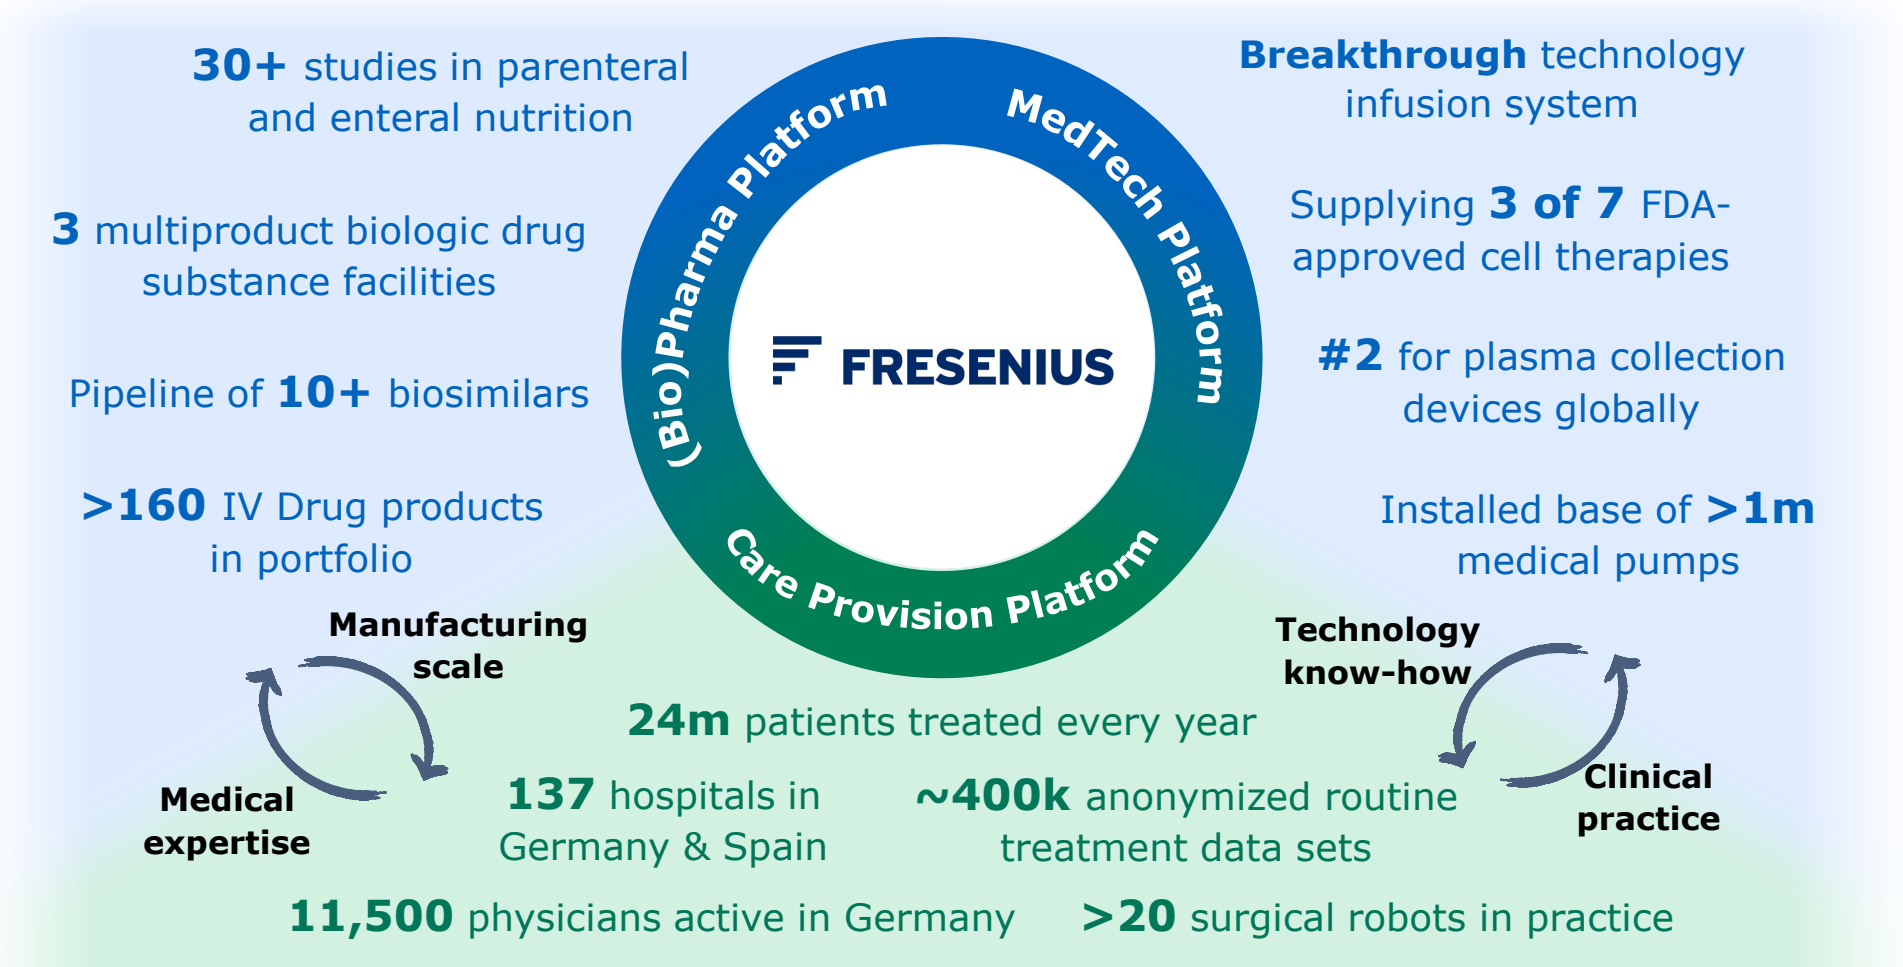 30+ studies in parenteral
and enteral nutrition
3 multiproduct biologic drug
substance facilities
Pipeline of 10+ biosimilars
>160 IV Drug products
in portfolio
(Bio)Pharma Platform
MedTech Platform
Care Provision Platform
FRESENIUS
Breakthrough technology
infusion system
Supplying 3 of 7 FDA-
approved cell therapies
#2 for plasma collection
devices globally
Installed base of >1m
medical pumps
Manufacturing
scale
Medical
expertise
Technology
know-how
Clinical
practice
24m patients treated every year
137 hospitals in
Germany & Spain
~400k anonymized routine
treatment data sets
11,500 physicians active in Germany
>20 surgical robots in practice